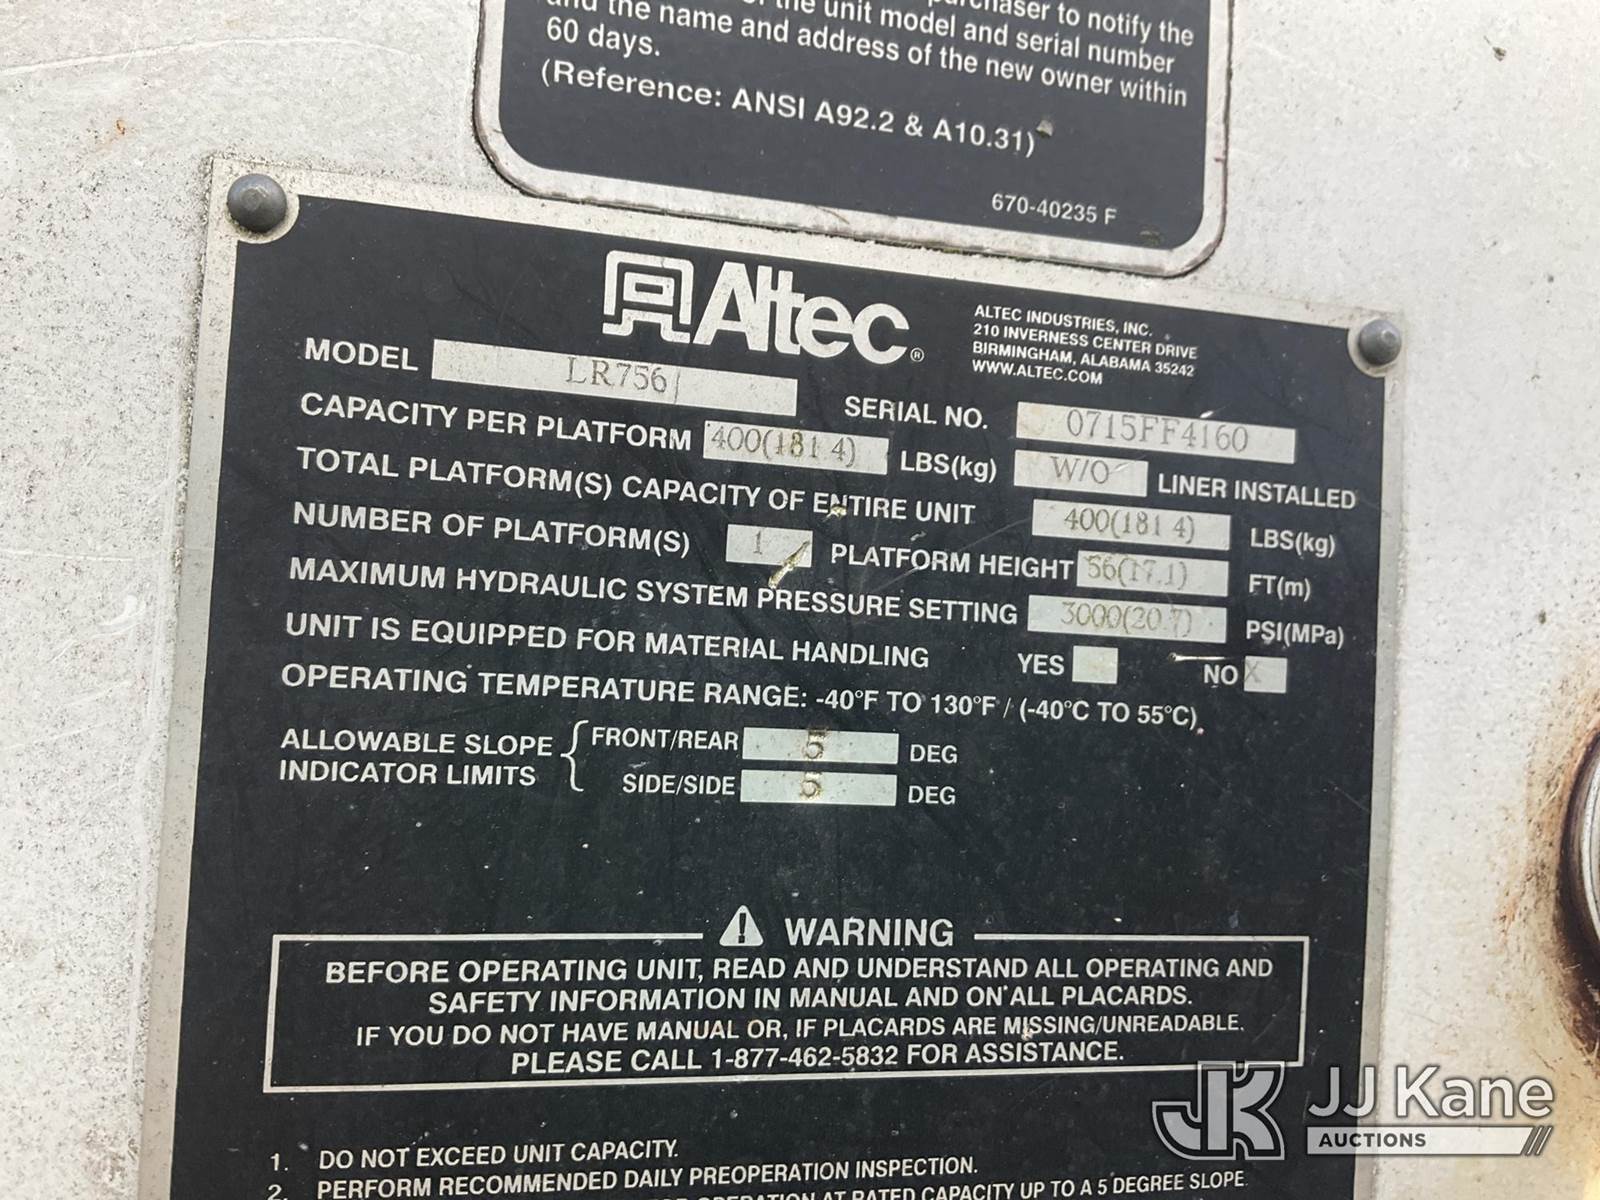 purchaser to notify the
of the unit model and serial number
and the name and address of the new owner within
60 days.
(Reference: ANSI A92.2 & A10.31)
670-40235 F
Altec®
ALTEC INDUSTRIES, INC.
210 INVERNESS CENTER DRIVE
BIRMINGHAM, ALABAMA 35242
WWW.ALTEC.COM
MODEL LR756
SERIAL NO. 0715FF4160
CAPACITY PER PLATFORM 400(181 4) LBS(kg) W/O LINER INSTALLED
TOTAL PLATFORM(S) CAPACITY OF ENTIRE UNIT 400(181 4) LBS(kg)
NUMBER OF PLATFORM(S) 1 PLATFORM HEIGHT 56(17.1) FT(m)
MAXIMUM HYDRAULIC SYSTEM PRESSURE SETTING 3000(20.7) PSI(MPa)
UNIT IS EQUIPPED FOR MATERIAL HANDLING YES NO X
OPERATING TEMPERATURE RANGE: -40°F TO 130°F / (-40°C TO 55°C)
ALLOWABLE SLOPE INDICATOR LIMITS { FRONT/REAR 5 DEG
SIDE/SIDE 5 DEG
⚠ WARNING
BEFORE OPERATING UNIT, READ AND UNDERSTAND ALL OPERATING AND
SAFETY INFORMATION IN MANUAL AND ON ALL PLACARDS.
IF YOU DO NOT HAVE MANUAL OR, IF PLACARDS ARE MISSING/UNREADABLE.
PLEASE CALL 1-877-462-5832 FOR ASSISTANCE.
1. DO NOT EXCEED UNIT CAPACITY.
2. PERFORM RECOMMENDED DAILY PREOPERATION INSPECTION.
OPERATION AT RATED CAPACITY UP TO A 5 DEGREE SLOPE
JK JJ Kane
AUCTIONS